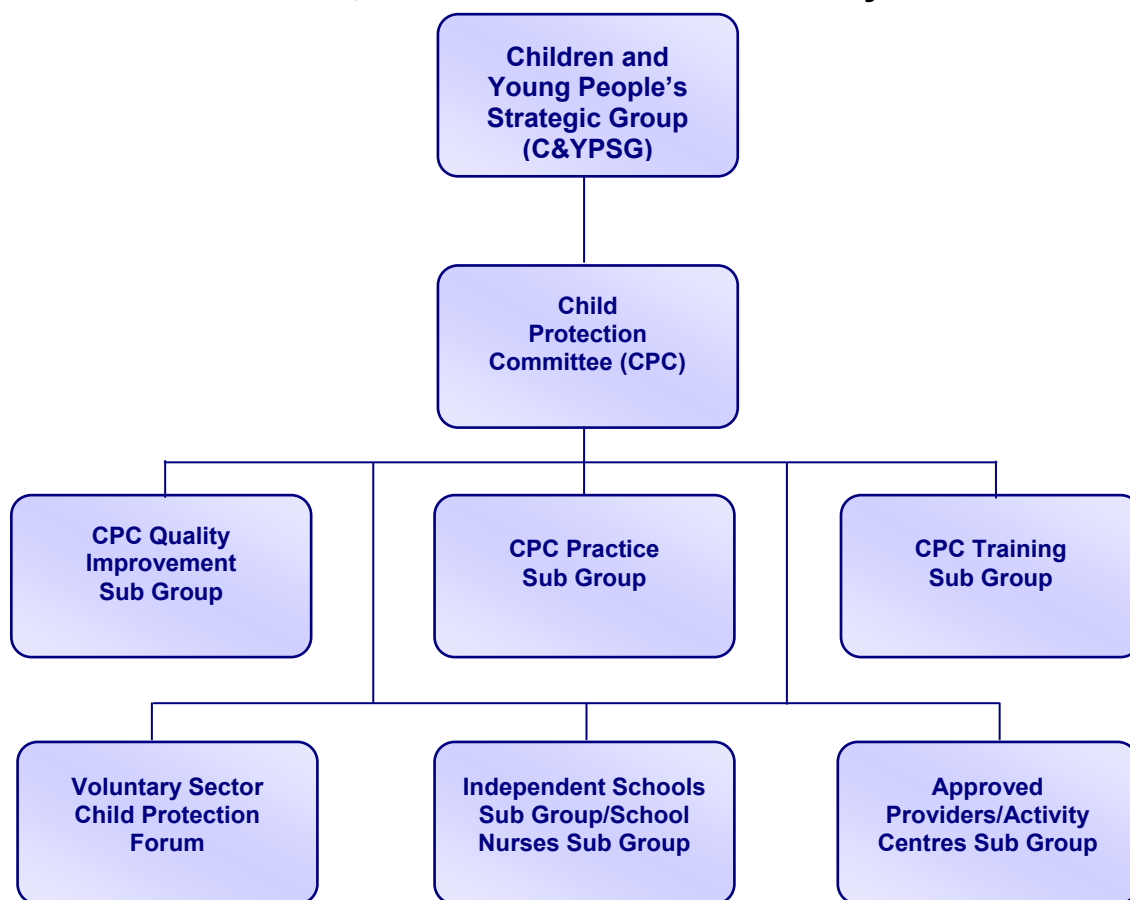 Children and
Young People's
Strategic Group
(C&YPSG)
Child
Protection
Committee (CPC)
CPC Quality
Improvement
Sub Group
CPC Practice
Sub Group
CPC Training
Sub Group
Voluntary Sector
Child Protection
Forum
Independent Schools
Sub Group/School
Nurses Sub Group
Approved
Providers/Activity
Centres Sub Group